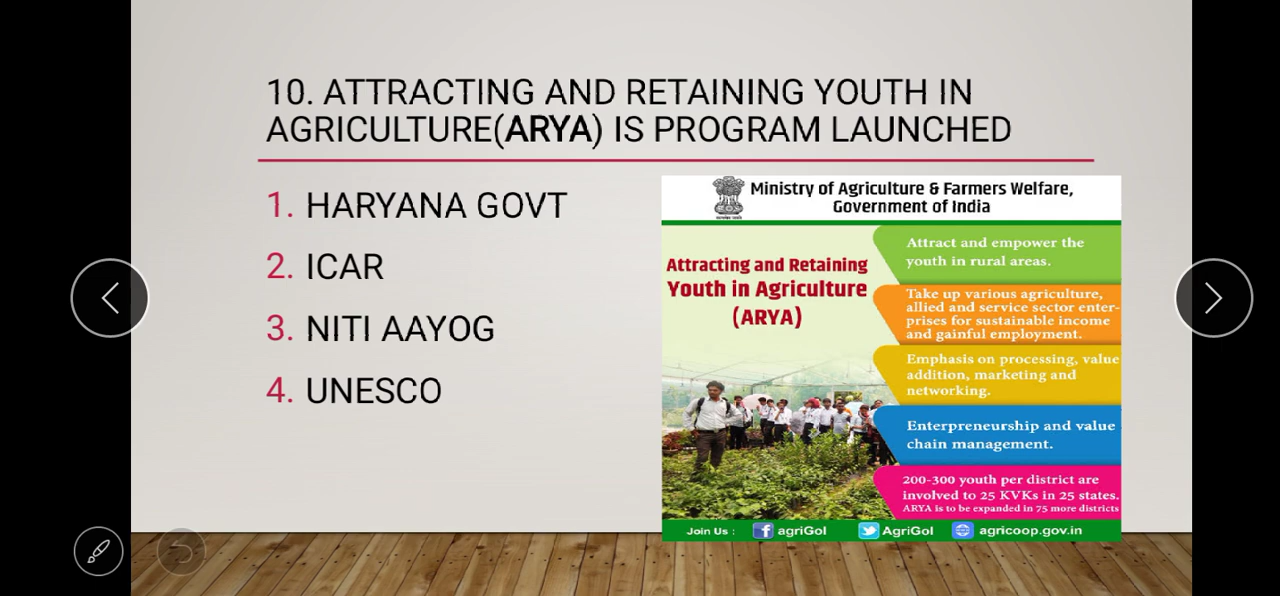 10. ATTRACTING AND RETAINING YOUTH IN
AGRICULTURE(ARYA) IS PROGRAM LAUNCHED
1. HARYANA GOVT
2. ICAR
3. NITI AAYOG
4. UNESCO
Ministry of Agriculture & Farmers Welfare,
Government of India
Attracting and Retaining
Youth in Agriculture
(ARYA)
Attract and empower the
youth in rural areas.
Take up various agriculture,
allied and service sector enter-
prises for sustainable income
and gainful employment.
Emphasis on processing, value
addition, marketing and
networking.
Enterpreneurship and value
chain management.
200-300 youth per district are
involved to 25 KVKs in 25 states.
ARYA is to be expanded in 75 more districts
Join Us : agriGoI AgriGoI agricoop.gov.in